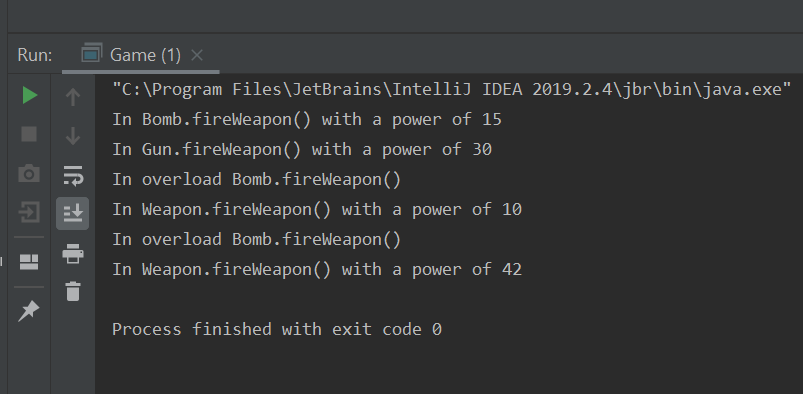 Run: Game (1)
"C:\Program Files\JetBrains\IntelliJ IDEA 2019.2.4\jbr\bin\java.exe"
In Bomb.fireWeapon() with a power of 15
In Gun.fireWeapon() with a power of 30
In overload Bomb.fireWeapon()
In Weapon.fireWeapon() with a power of 10
In overload Bomb.fireWeapon()
In Weapon.fireWeapon() with a power of 42
Process finished with exit code 0